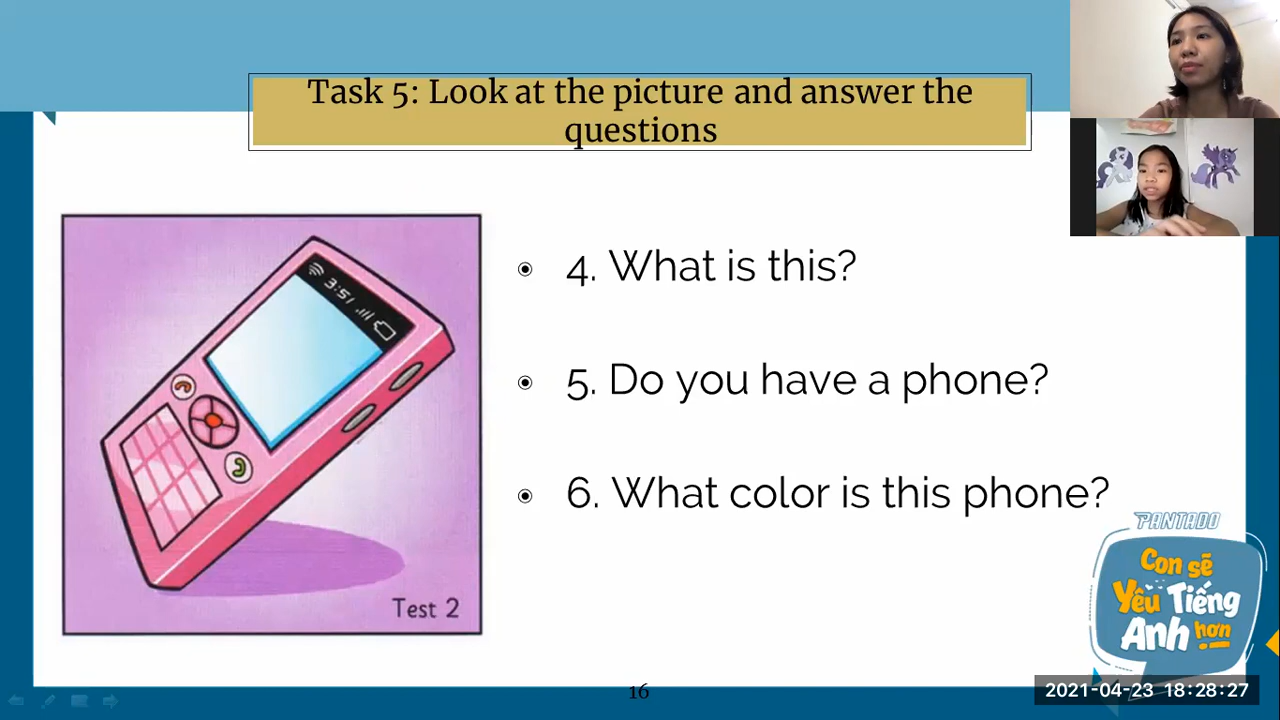 Task 5: Look at the picture and answer the
questions
3:51
Test 2
4. What is this?
5. Do you have a phone?
6. What color is this phone?
PANTADO
Con sẽ
Yêu Tiếng
Anh hơn
16
2021-04-23 18:28:27